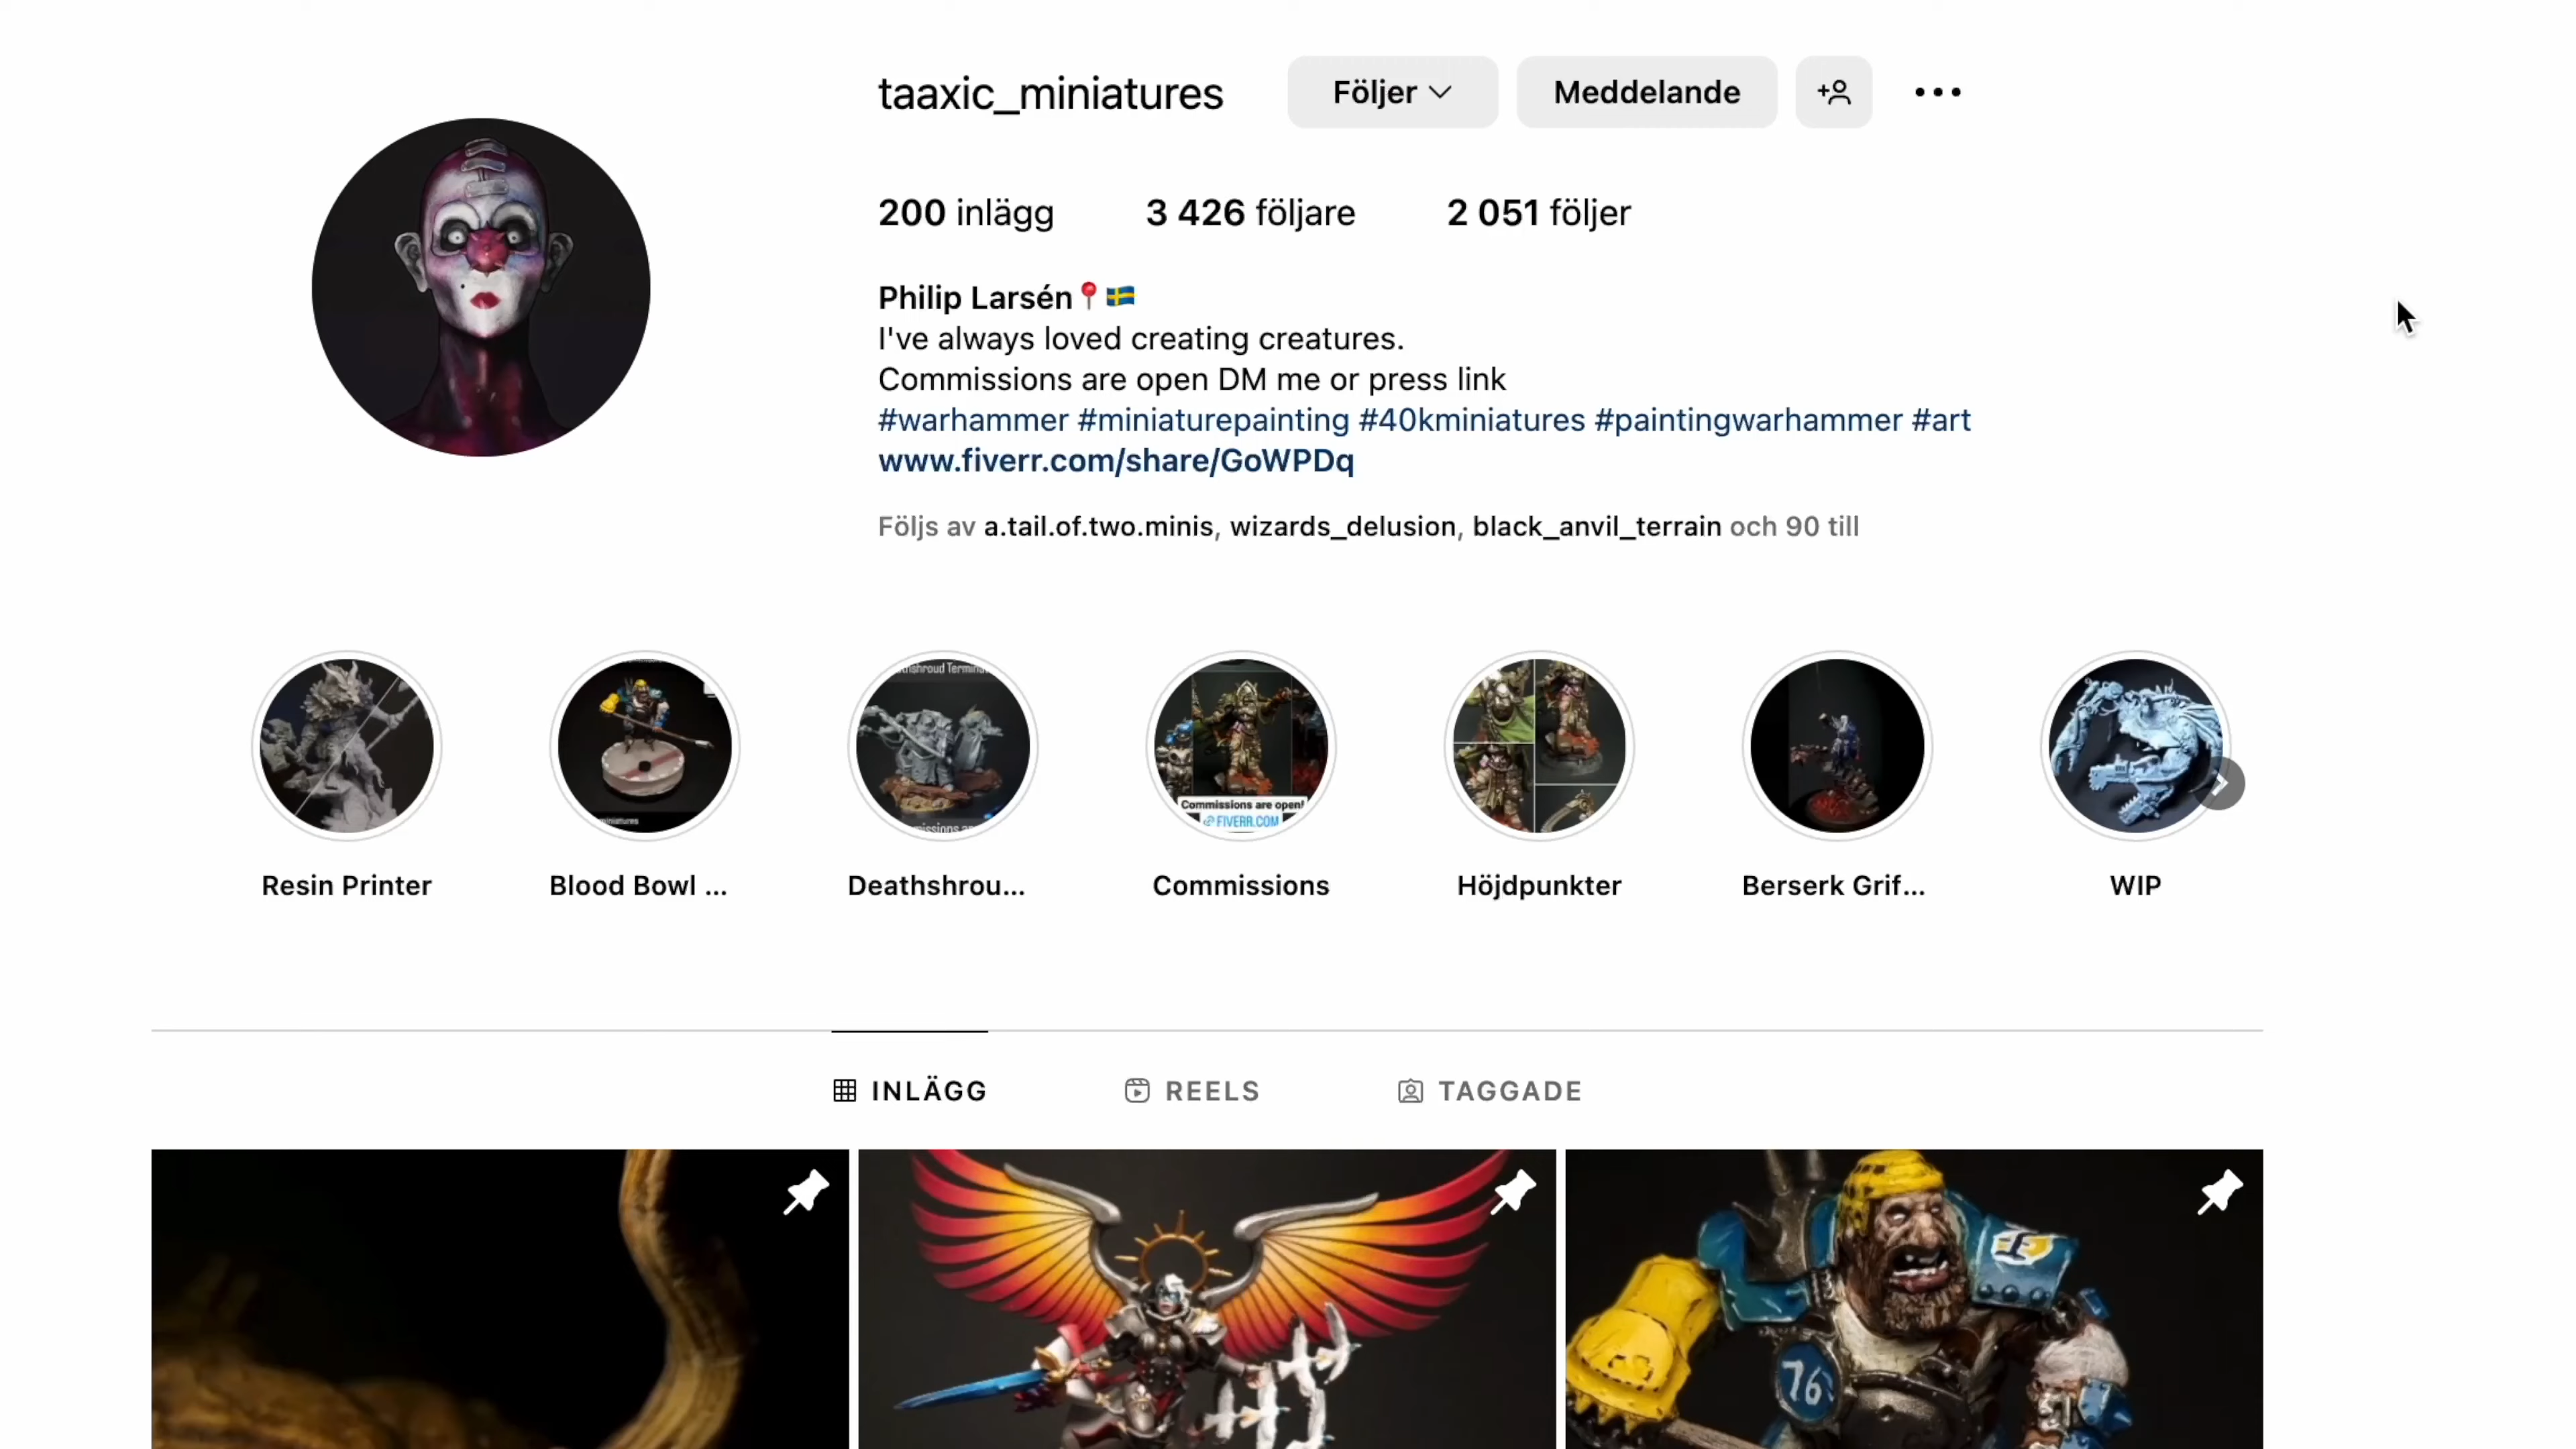 taaxic_miniatures
Följer
Meddelande
200 inlägg
3 426 följare
2 051 följer
Philip Larsén📍🇸🇪
I've always loved creating creatures.
Commissions are open DM me or press link
#warhammer #miniaturepainting #40kminiatures #paintingwarhammer #art
www.fiverr.com/share/GoWPDq
Följs av a.tail.of.two.minis, wizards_delusion, black_anvil_terrain och 90 till
Commissions are open!
FIVERR.COM
Resin Printer
Blood Bowl ...
Deathshrou...
Commissions
Höjdpunkter
Berserk Grif...
WIP
INLÄGG
REELS
TAGGADE
76